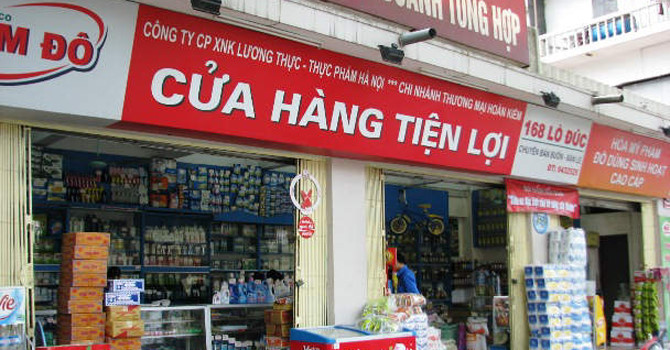 CO
M ĐÔ
DOANH TỔNG HỢP
CÔNG TY CP XNK LƯƠNG THỰC - THỰC PHẨM HÀ NỘI *** CHI NHÁNH THƯƠNG MẠI HOÀN KIẾM
CỬA HÀNG TIỆN LỢI
168 LÒ ĐÚC
CHUYÊN BÁN BUÔN - BÁN LẺ
HÓA MỸ PHẨM
ĐỒ DÙNG SINH HOẠT
CAO CẤP
Vie